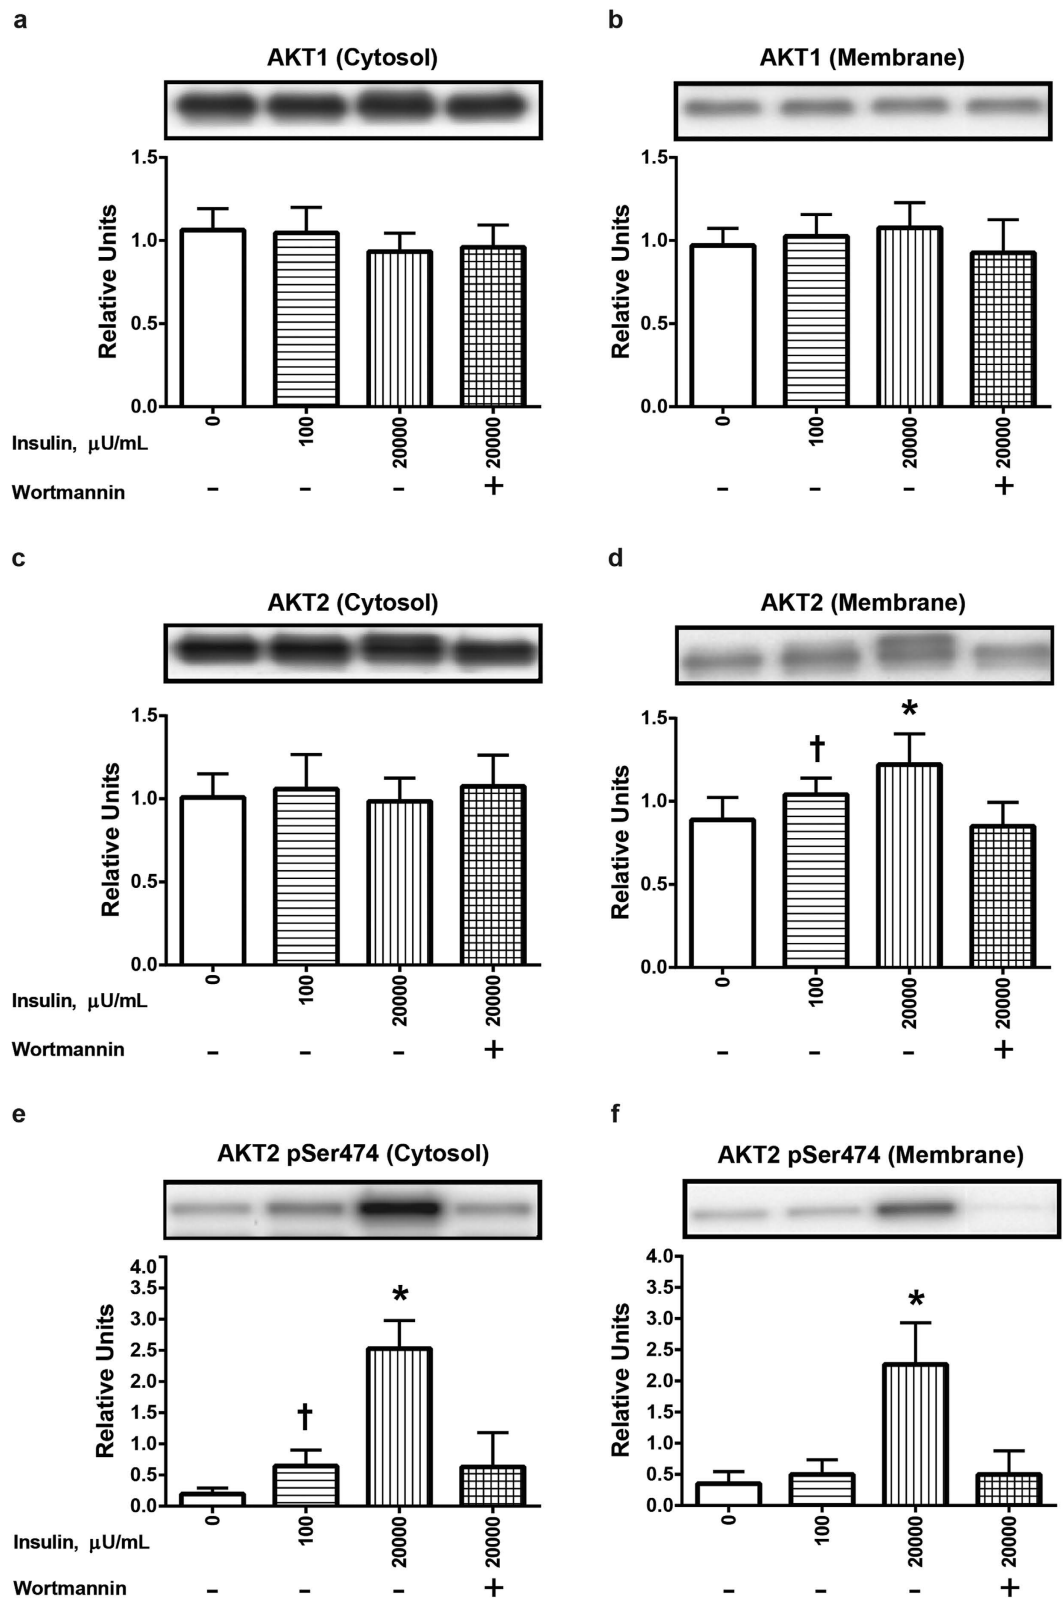 a
AKT1 (Cytosol)
1.5
1.0
0.5
0.0
Relative Units
0 100 20000 20000
Insulin, μU/mL
Wortmannin
- - - +
b
AKT1 (Membrane)
1.5
1.0
0.5
0.0
Relative Units
0 100 20000 20000
- - - +
c
AKT2 (Cytosol)
1.5
1.0
0.5
0.0
Relative Units
0 100 20000 20000
Insulin, μU/mL
Wortmannin
- - - +
d
AKT2 (Membrane)
1.5
1.0
0.5
0.0
Relative Units
† *
0 100 20000 20000
- - - +
e
AKT2 pSer474 (Cytosol)
4.0
3.5
3.0
2.5
2.0
1.5
1.0
0.5
0.0
Relative Units
† *
0 100 20000 20000
Insulin, μU/mL
Wortmannin
- - - +
f
AKT2 pSer474 (Membrane)
4.0
3.5
3.0
2.5
2.0
1.5
1.0
0.5
0.0
Relative Units
*
0 100 20000 20000
- - - +